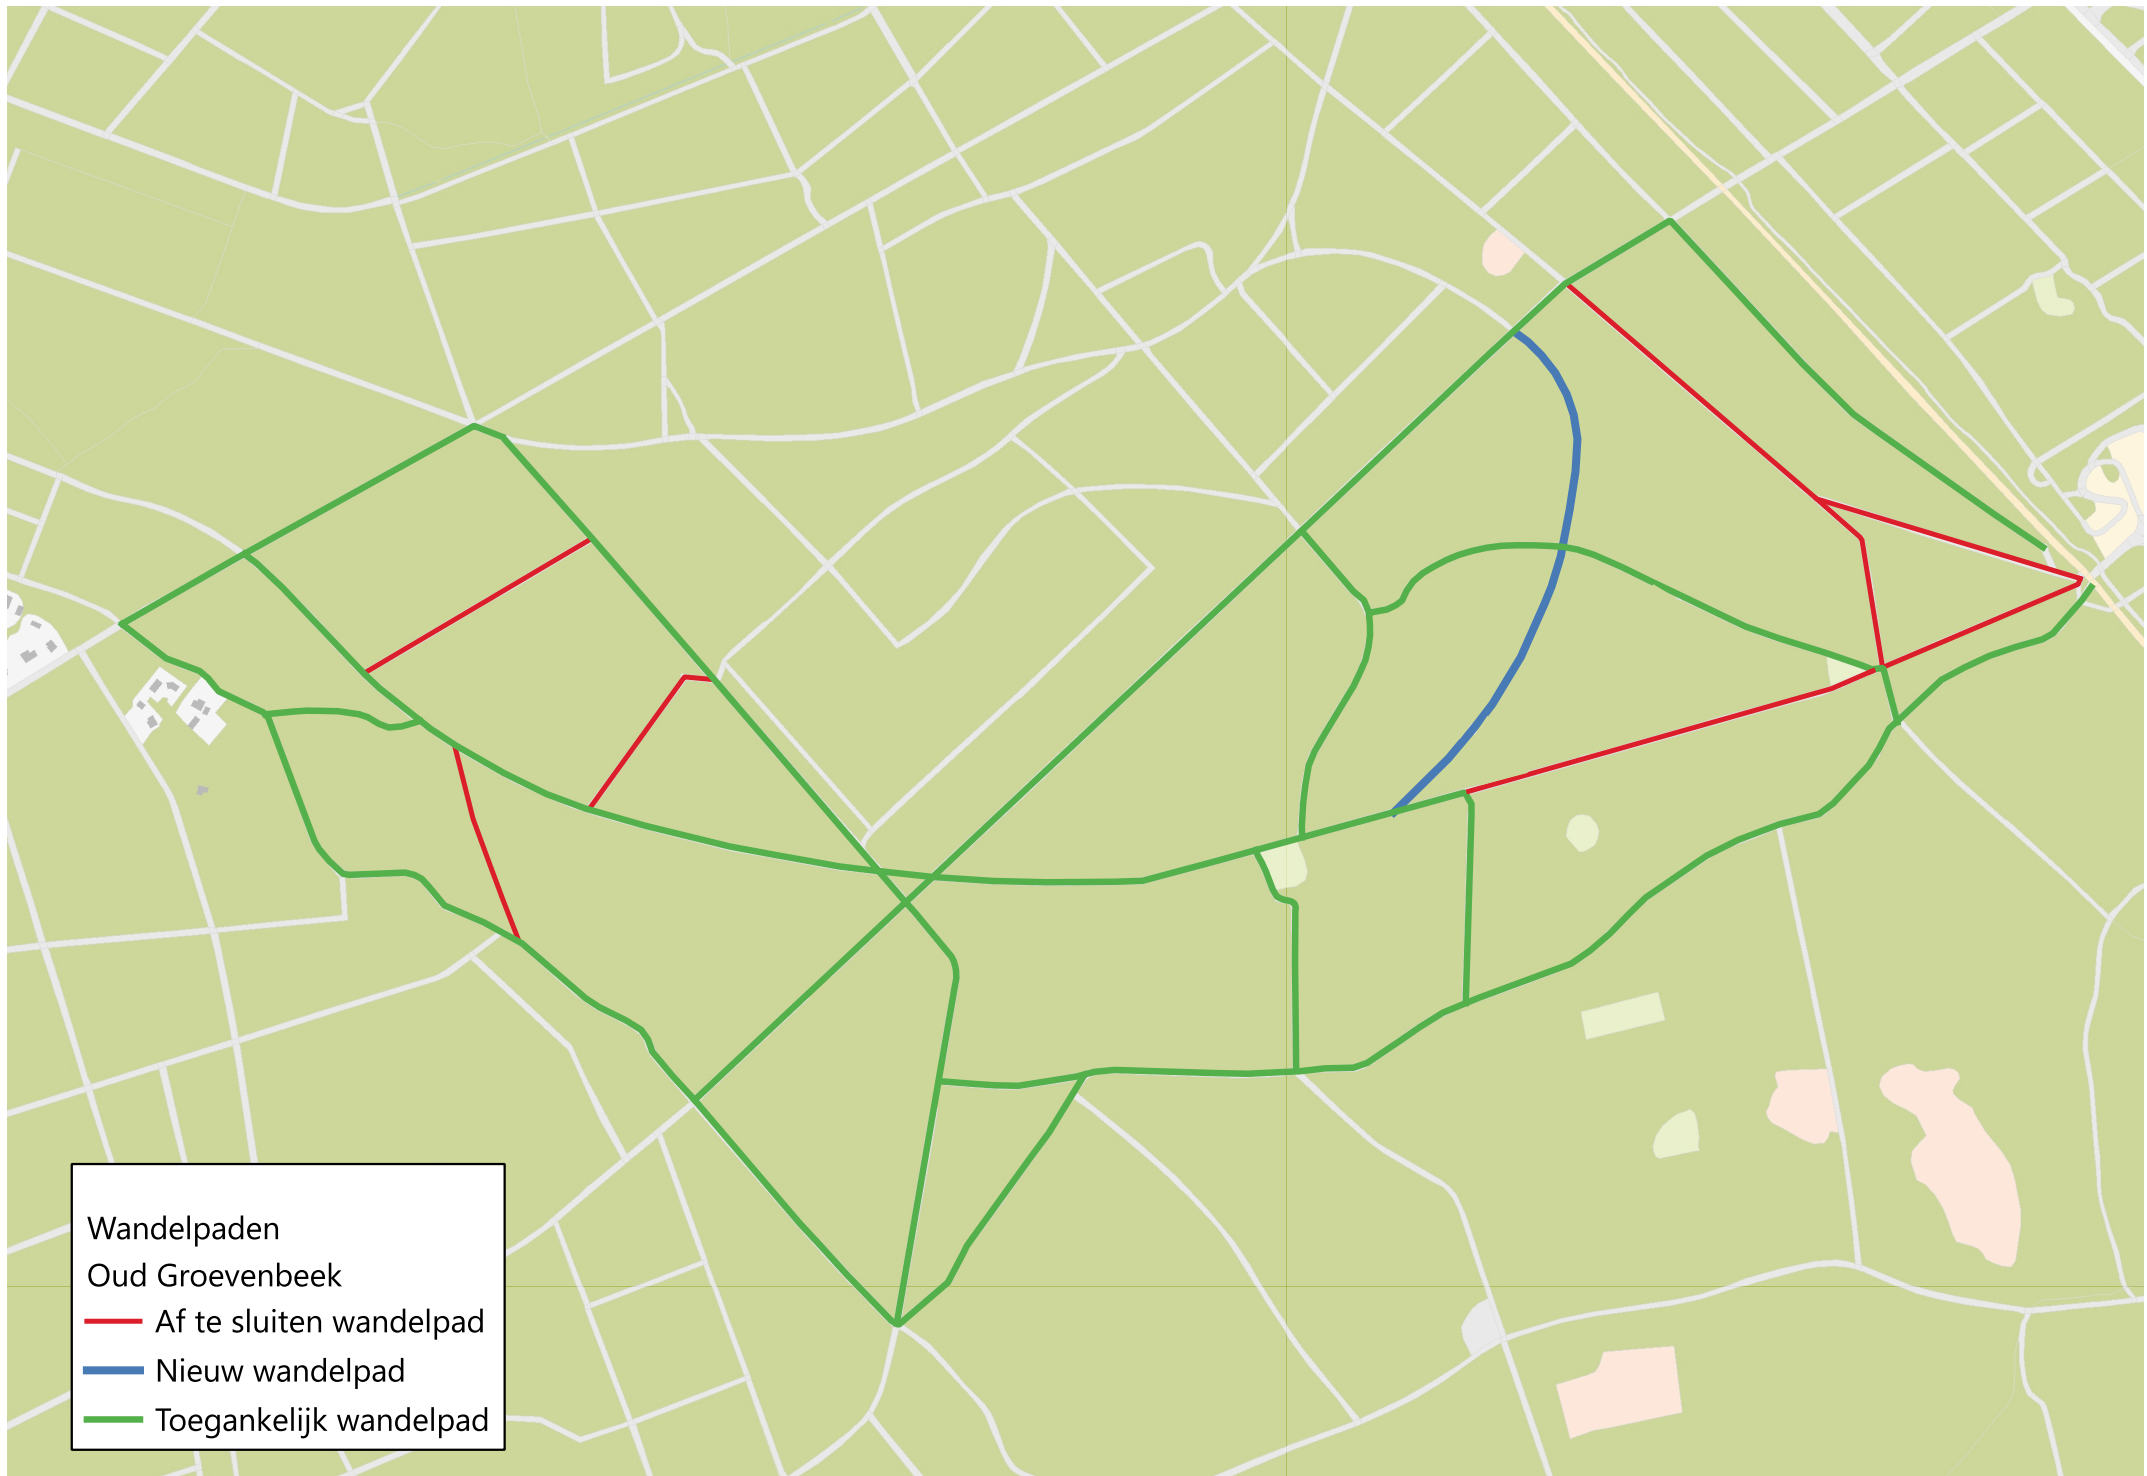 Wandelpaden
Oud Groevenbeek
Af te sluiten wandelpad
Nieuw wandelpad
Toegankelijk wandelpad